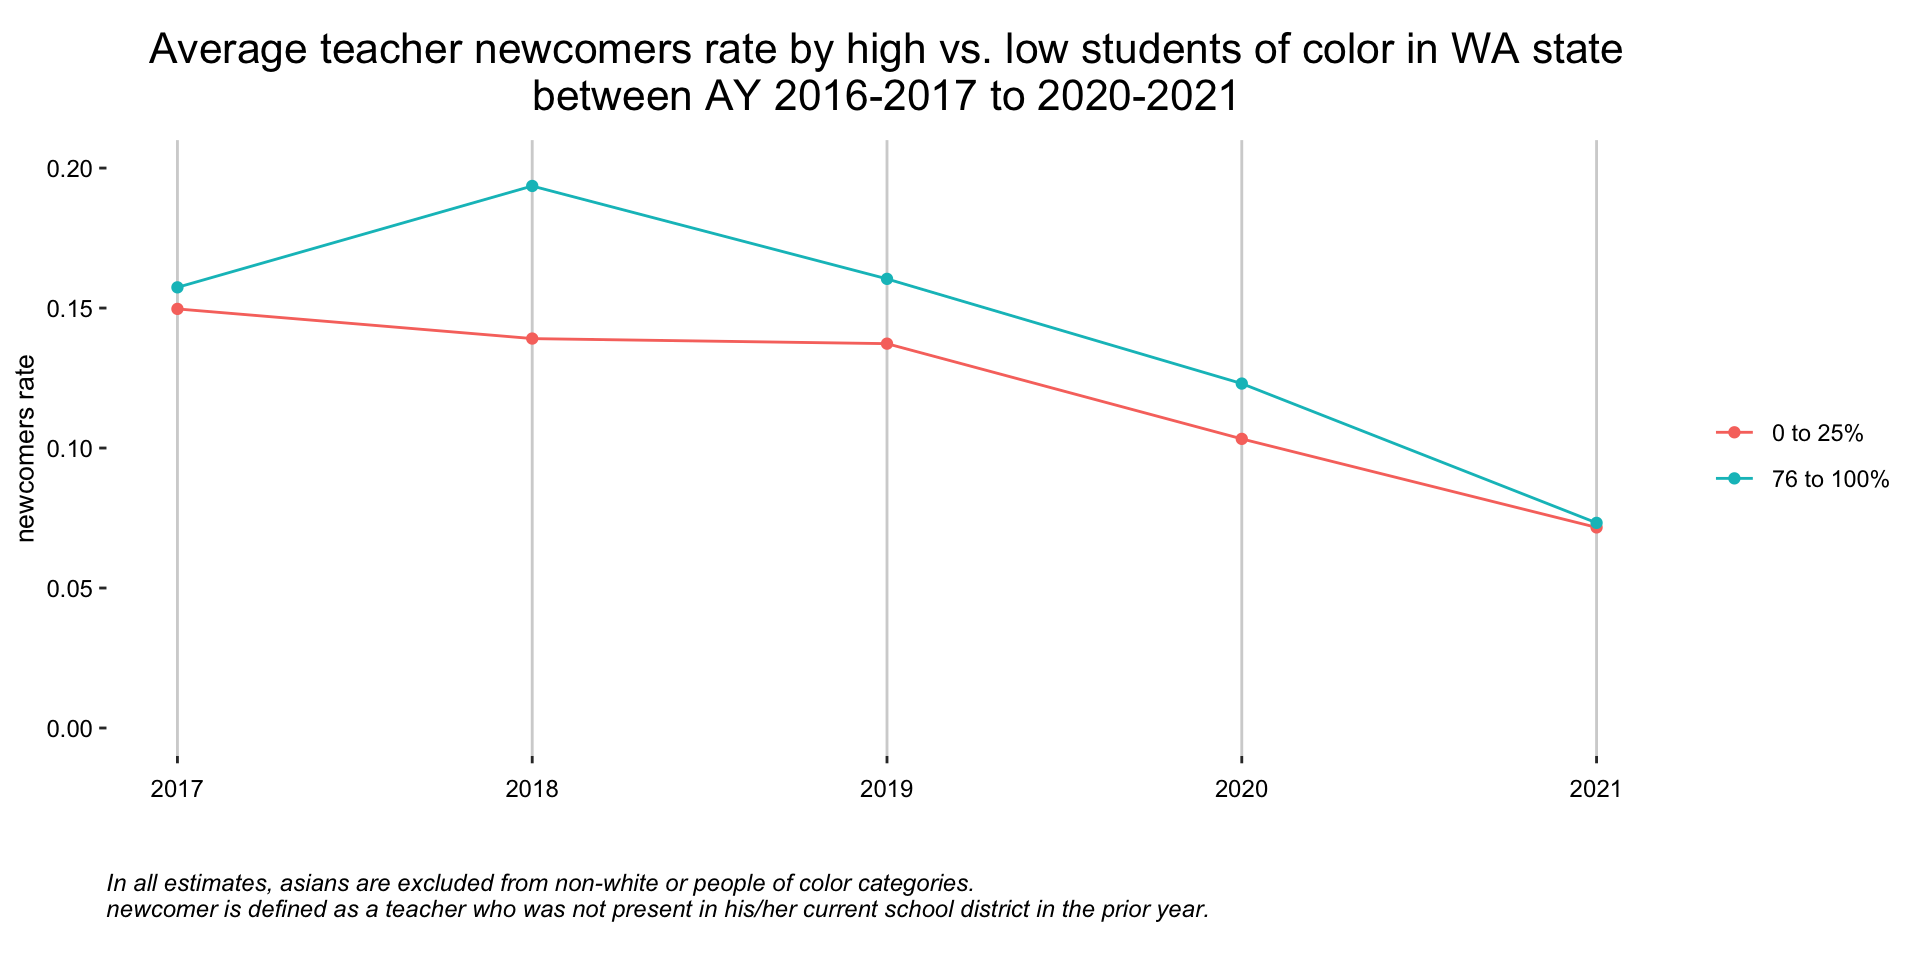 Average teacher newcomers rate by high vs. low students of color in WA state
between AY 2016-2017 to 2020-2021
newcomers rate
0.20
0.15
0.10
0.05
0.00
2017
2018
2019
2020
2021
0 to 25%
76 to 100%
In all estimates, asians are excluded from non-white or people of color categories.
newcomer is defined as a teacher who was not present in his/her current school district in the prior year.